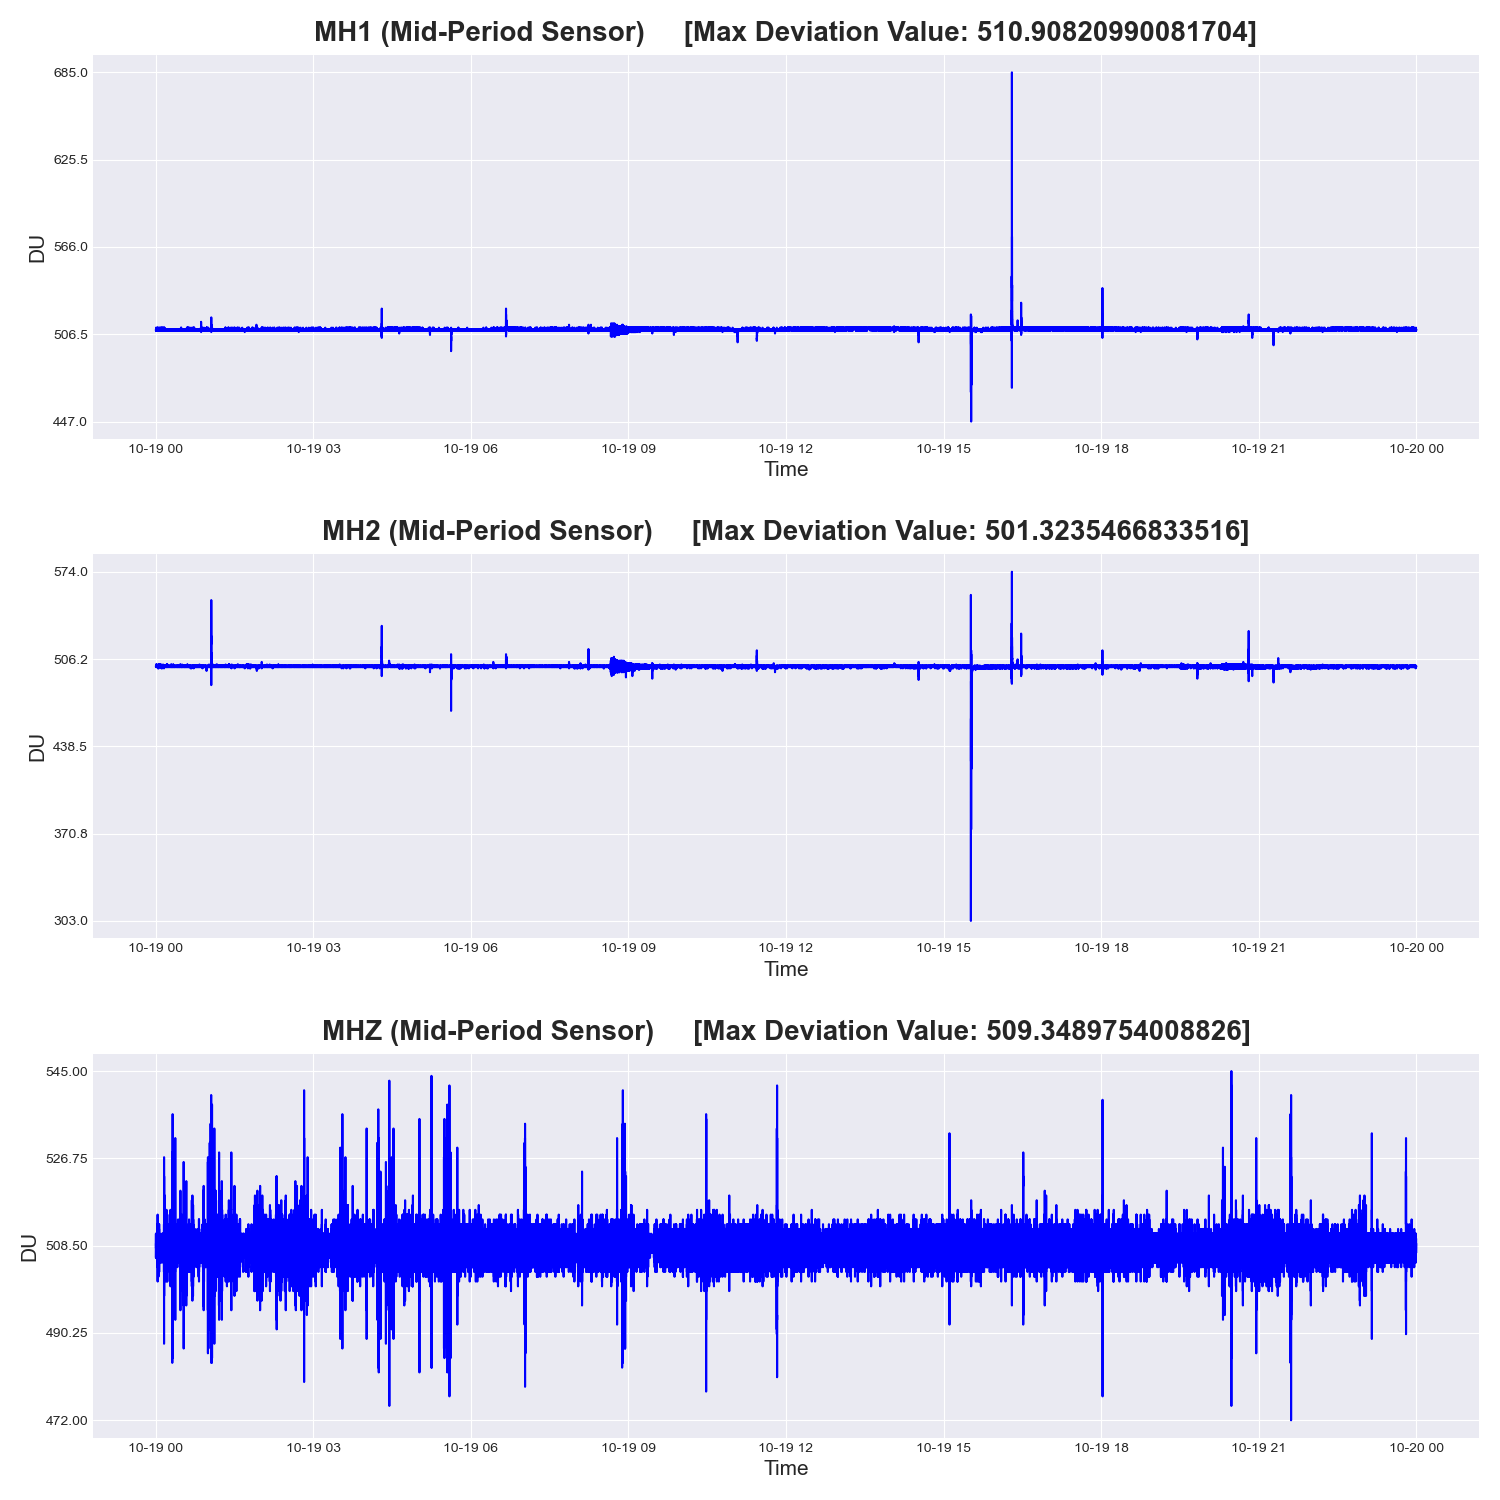 MH1 (Mid-Period Sensor) [Max Deviation Value: 510.90820990081704]
685.0
625.5
566.0
506.5
447.0
DU
10-19 00 10-19 03 10-19 06 10-19 09 10-19 12 10-19 15 10-19 18 10-19 21 10-20 00
Time
MH2 (Mid-Period Sensor) [Max Deviation Value: 501.3235466833516]
574.0
506.2
438.5
370.8
303.0
DU
10-19 00 10-19 03 10-19 06 10-19 09 10-19 12 10-19 15 10-19 18 10-19 21 10-20 00
Time
MHZ (Mid-Period Sensor) [Max Deviation Value: 509.3489754008826]
545.00
526.75
508.50
490.25
472.00
DU
10-19 00 10-19 03 10-19 06 10-19 09 10-19 12 10-19 15 10-19 18 10-19 21 10-20 00
Time